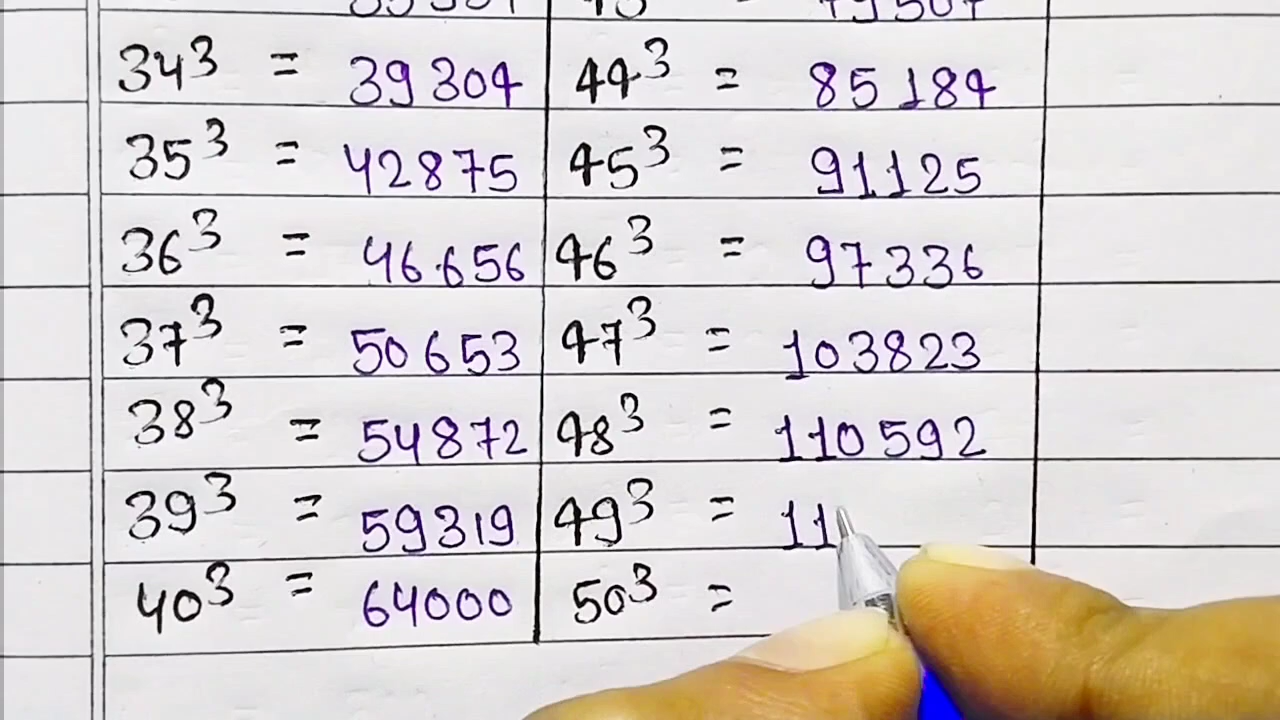 34³ = 39304 44³ = 85184
35³ = 42875 45³ = 91125
36³ = 46656 46³ = 97336
37³ = 50653 47³ = 103823
38³ = 54872 48³ = 110592
39³ = 59319 49³ = 11
40³ = 64000 50³ =